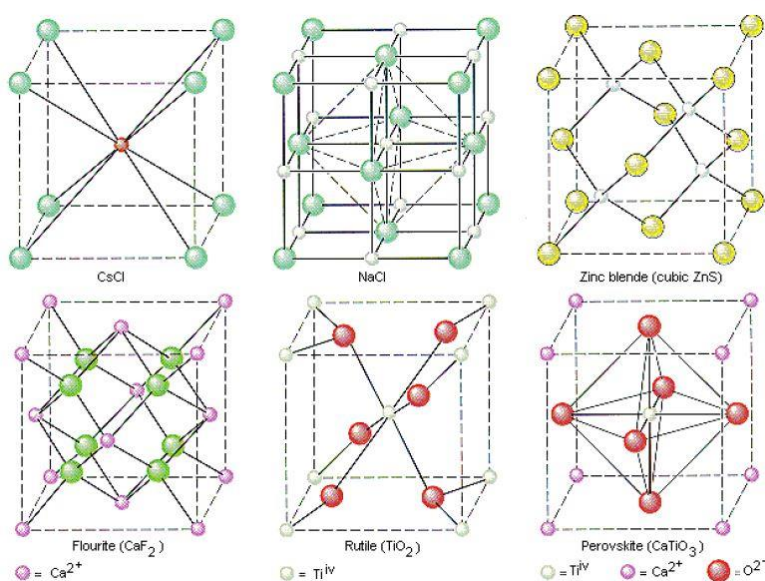 CsCl
NaCl
Zinc blende (cubic ZnS)
Flourite (CaF2)
Rutile (TiO2)
Perovskite (CaTiO3)
= Ca2+
= Tiiv
= Tiiv
= Ca2+
= O2-